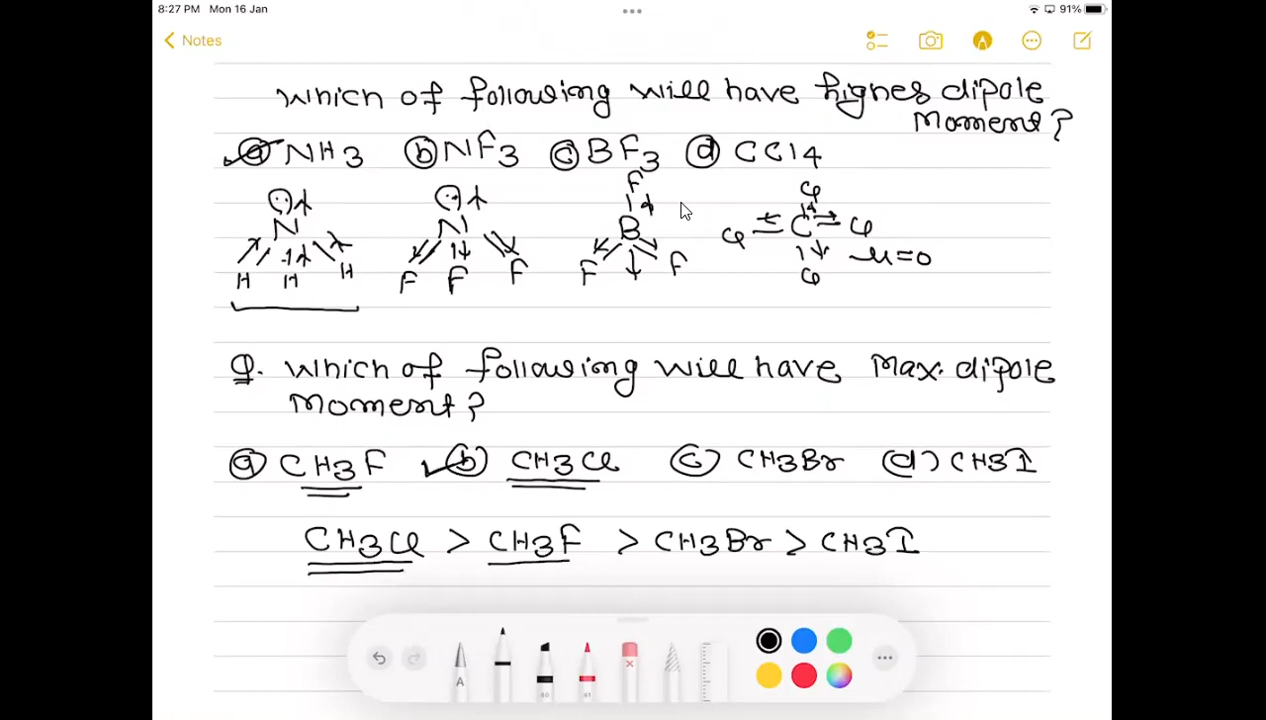 8:27 PM Mon 16 Jan
91%
Notes
Which of following will have highes dipole
Moment?
ⓐ NH3 ⓑ NF3 ⓒ BF3 ⓓ CCl4
F
Cl
N N B Cl C Cl
H H H F F F F F Cl μ=0
Q. Which of following will have Max. dipole
Moment?
ⓐ CH3F ⓑ CH3Cl ⓒ CH3Br (d) CH3I
CH3Cl > CH3F > CH3Br > CH3I
A
80
61